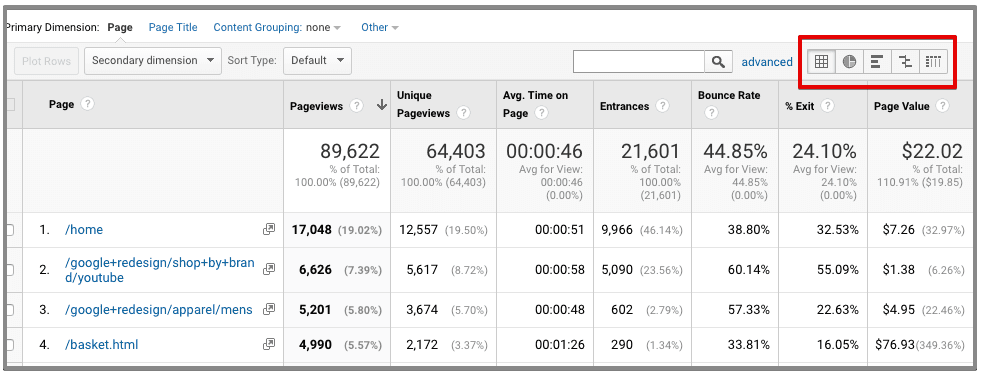 Primary Dimension: Page Page Title Content Grouping: none Other
Plot Rows Secondary dimension Sort Type: Default advanced
Page ? Pageviews ? Unique Pageviews ? Avg. Time on Page ? Entrances ? Bounce Rate ? % Exit ? Page Value ?
89,622 64,403 00:00:46 21,601 44.85% 24.10% $22.02
% of Total: % of Total: Avg for View: % of Total: Avg for View: Avg for View: % of Total:
100.00% (89,622) 100.00% (64,403) 00:00:46 100.00% 44.85% 24.10% 110.91% ($19.85)
(0.00%) (21,601) (0.00%) (0.00%)
1. /home 17,048 (19.02%) 12,557 (19.50%) 00:00:51 9,966 (46.14%) 38.80% 32.53% $7.26 (32.97%)
2. /google+redesign/shop+by+bran
d/youtube 6,626 (7.39%) 5,617 (8.72%) 00:00:58 5,090 (23.56%) 60.14% 55.09% $1.38 (6.26%)
3. /google+redesign/apparel/mens 5,201 (5.80%) 3,674 (5.70%) 00:00:48 602 (2.79%) 57.33% 22.63% $4.95 (22.46%)
4. /basket.html 4,990 (5.57%) 2,172 (3.37%) 00:01:26 290 (1.34%) 33.81% 16.05% $76.93(349.36%)